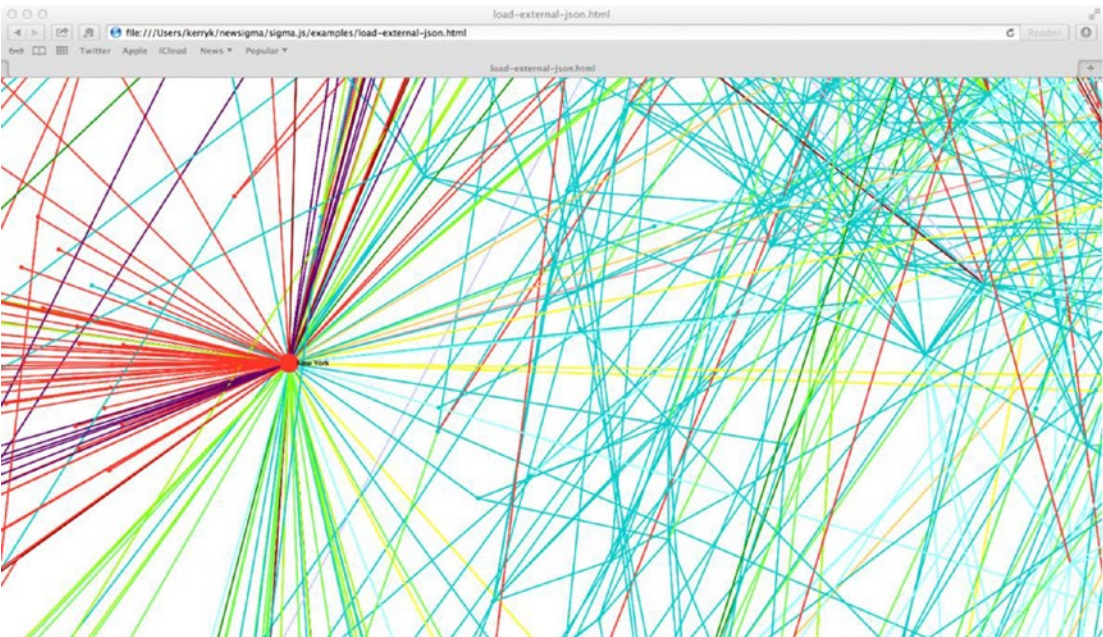 load-external-json.html
file:///Users/kerryk/newsigma/sigma.js/examples/load-external-json.html
Reader
Twitter Apple iCloud News Popular
load-external-json.html
New York